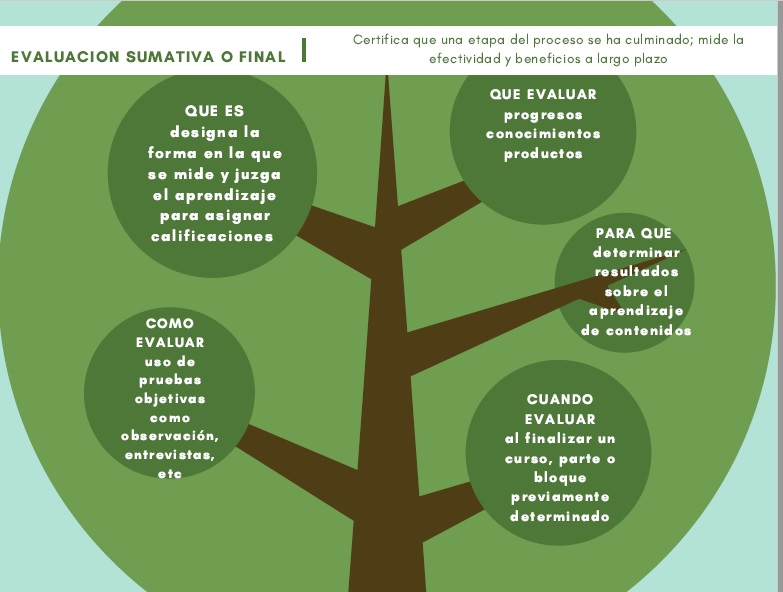 EVALUACION SUMATIVA O FINAL
Certifica que una etapa del proceso se ha culminado; mide la
efectividad y beneficios a largo plazo
QUE ES
designa la
forma en la que
se mide y juzga
el aprendizaje
para asignar
calificaciones
QUE EVALUAR
progresos
conocimientos
productos
PARA QUE
determinar
resultados
sobre el
aprendizaje
de contenidos
COMO
EVALUAR
uso de
pruebas
objetivas
como
observación,
entrevistas,
etc
CUANDO
EVALUAR
al finalizar un
curso, parte o
bloque
previamente
determinado